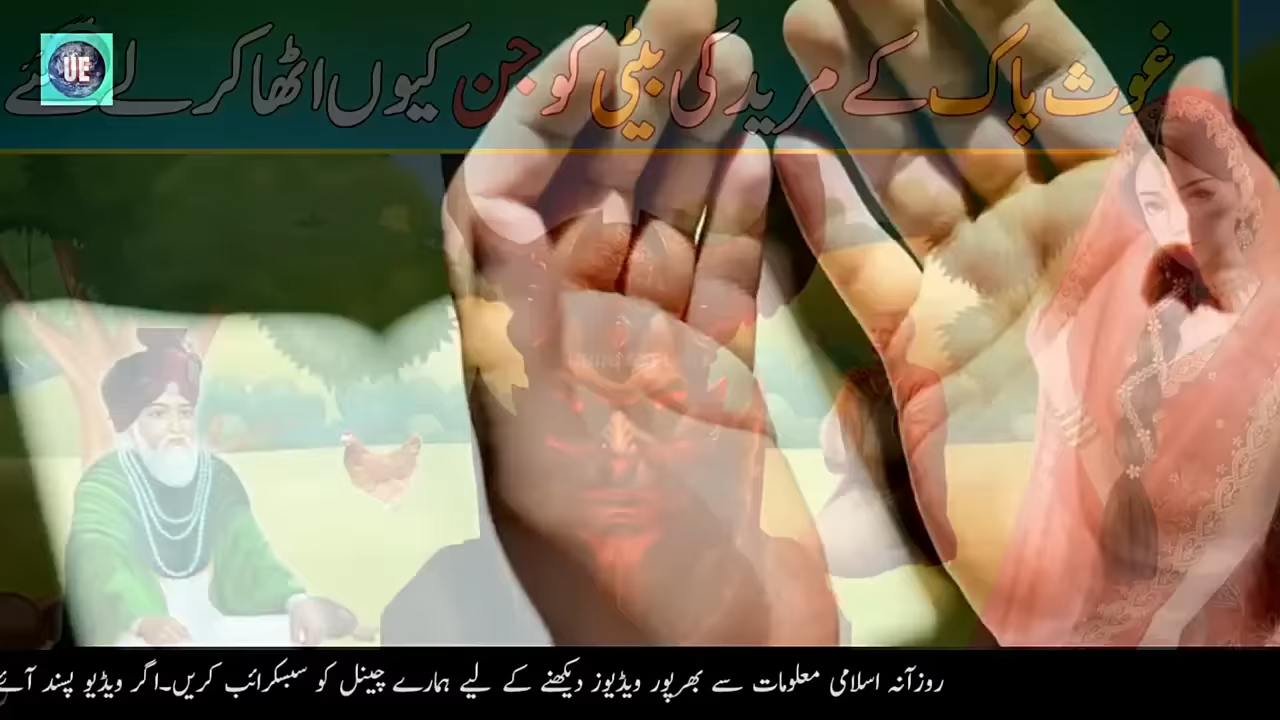 غوث پاک کے مرید کی بیٹی کو جن کیوں اٹھا کر لے گئے
UE
روزآنہ اسلامی معلومات سے بھرپور ویڈیوز دیکھنے کے لیے ہمارے چینل کو سبسکرائب کریں۔اگر ویڈیو پسند آئے